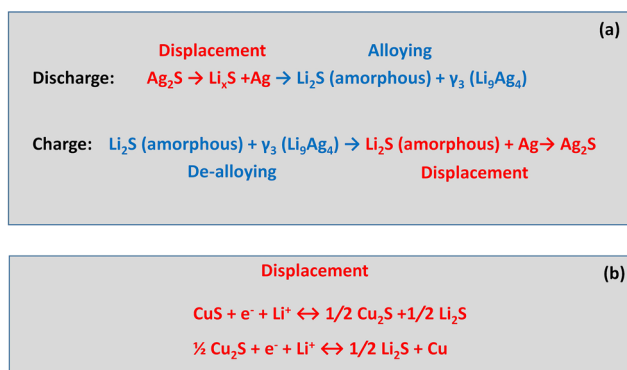 (a)
Displacement Alloying
Discharge: Ag₂S → LiₓS +Ag → Li₂S (amorphous) + γ₃ (Li₉Ag₄)
Charge: Li₂S (amorphous) + γ₃ (Li₉Ag₄) → Li₂S (amorphous) + Ag→ Ag₂S
De-alloying Displacement
(b)
Displacement
CuS + e⁻ + Li⁺ ↔ 1/2 Cu₂S +1/2 Li₂S
½ Cu₂S + e⁻ + Li⁺ ↔ 1/2 Li₂S + Cu